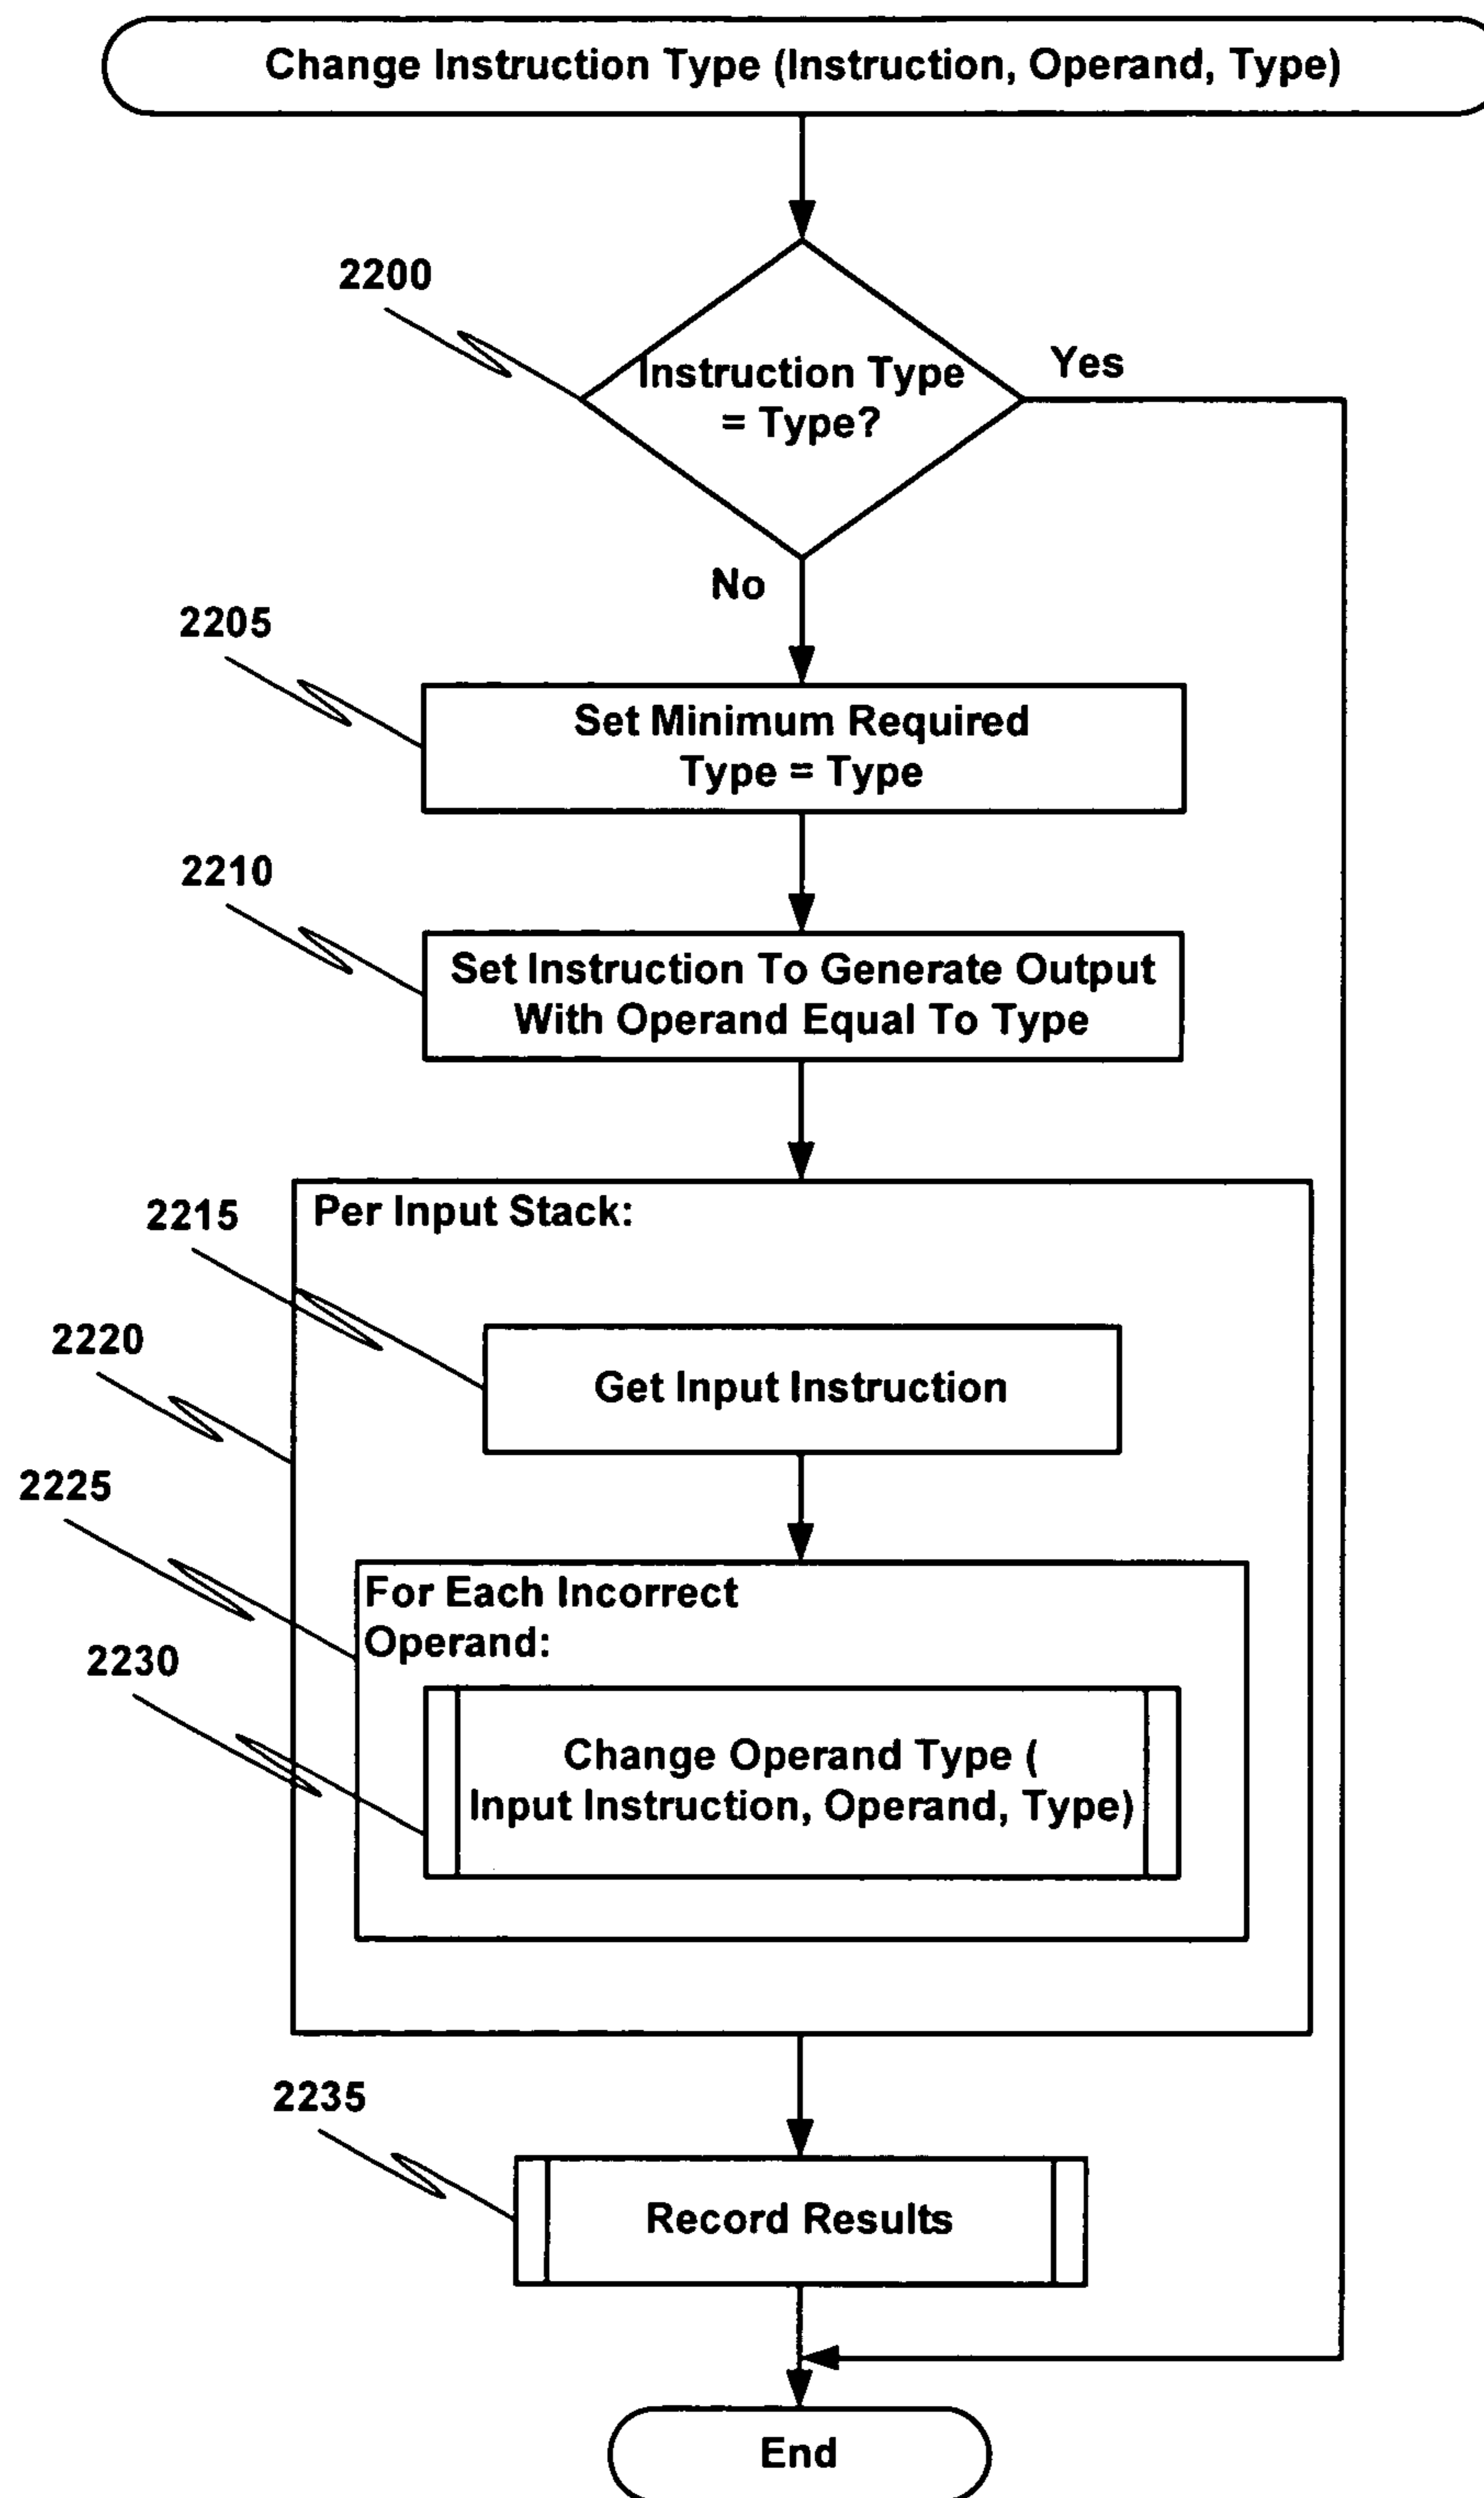 Change Instruction Type (Instruction, Operand, Type)
2200
Instruction Type
= Type?
Yes
No
2205
Set Minimum Required
Type = Type
2210
Set Instruction To Generate Output
With Operand Equal To Type
2215
Per Input Stack:
2220
Get Input Instruction
2225
For Each Incorrect
Operand:
2230
Change Operand Type (
Input Instruction, Operand, Type)
2235
Record Results
End